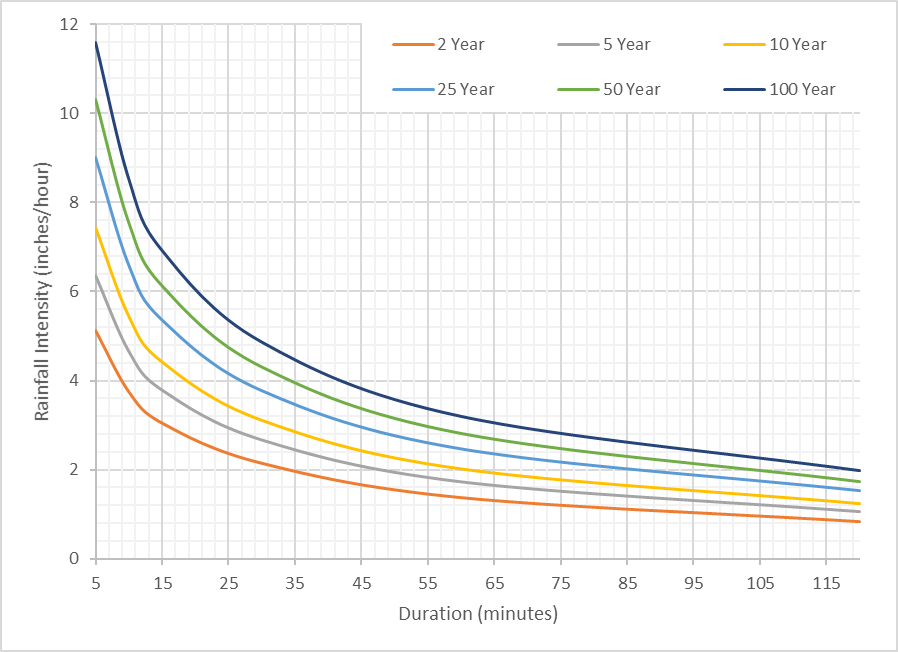 12
10
8
6
4
2
0
Rainfall Intensity (inches/hour)
2 Year 5 Year 10 Year
25 Year 50 Year 100 Year
5 15 25 35 45 55 65 75 85 95 105 115
Duration (minutes)